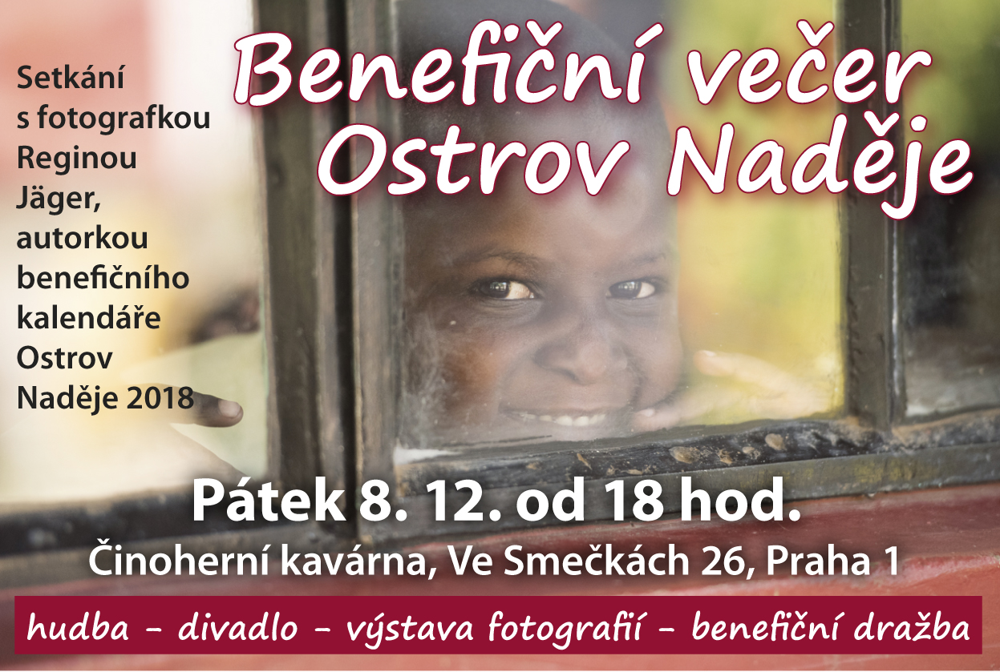 Benefiční večer
Ostrov Naděje
Setkání
s fotografkou
Reginou
Jäger,
autorkou
benefičního
kalendáře
Ostrov
Naděje 2018
Pátek 8. 12. od 18 hod.
Činoherní kavárna, Ve Smečkách 26, Praha 1
hudba – divadlo – výstava fotografií – benefiční dražba